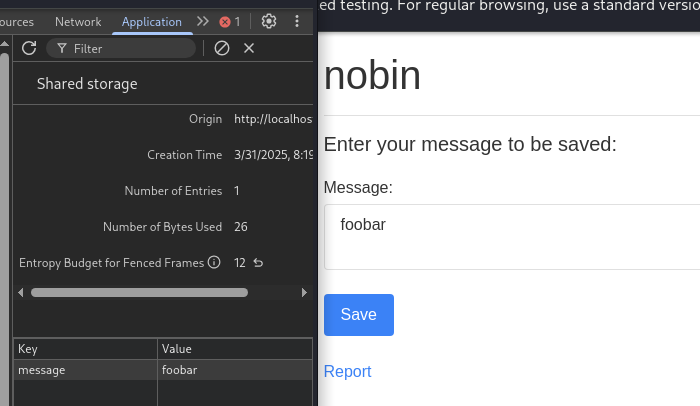 ources Network Application 1
Filter
Shared storage
Origin http://localhos
Creation Time 3/31/2025, 8:19
Number of Entries 1
Number of Bytes Used 26
Entropy Budget for Fenced Frames 12
Key Value
message foobar
ed testing. For regular browsing, use a standard versio
nobin
Enter your message to be saved:
Message:
foobar
Save
Report